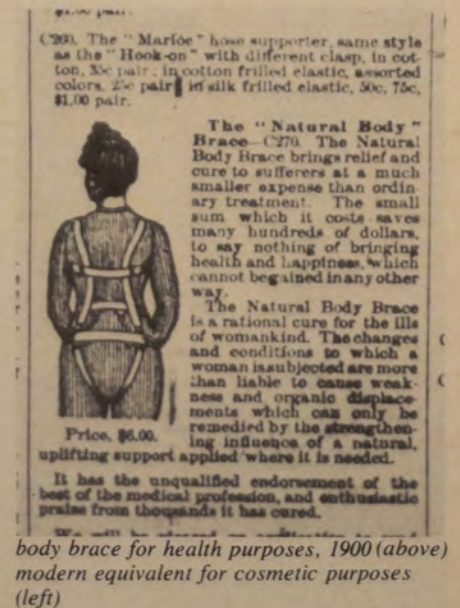 $1.00 pair.
C260. The "Marloe" hose supporter, same style
as the "Hook-on" with different clasp, in cot-
ton, 35c pair; in cotton frilled elastic, assorted
colors, 25c pair; in silk frilled elastic, 50c, 75c,
$1.00 pair.
The "Natural Body"
Brace—C270. The Natural
Body Brace brings relief and
cure to sufferers at a much
smaller expense than ordin-
ary treatment. The small
sum which it costs saves
many hundreds of dollars,
to say nothing of bringing
health and happiness, which
cannot be gained in any other
way.
The Natural Body Brace
is a rational cure for the ills
of womankind. The changes
and conditions to which a
woman is subjected are more
than liable to cause weak-
ness and organic displace-
ments which can only be
remedied by the strengthen-
ing influence of a natural,
Price, $6.00.
uplifting support applied where it is needed.
It has the unqualified endorsement of the
best of the medical profession, and enthusiastic
praise from thousands it has cured.
We will be pleased
body brace for health purposes, 1900 (above)
modern equivalent for cosmetic purposes
(left)